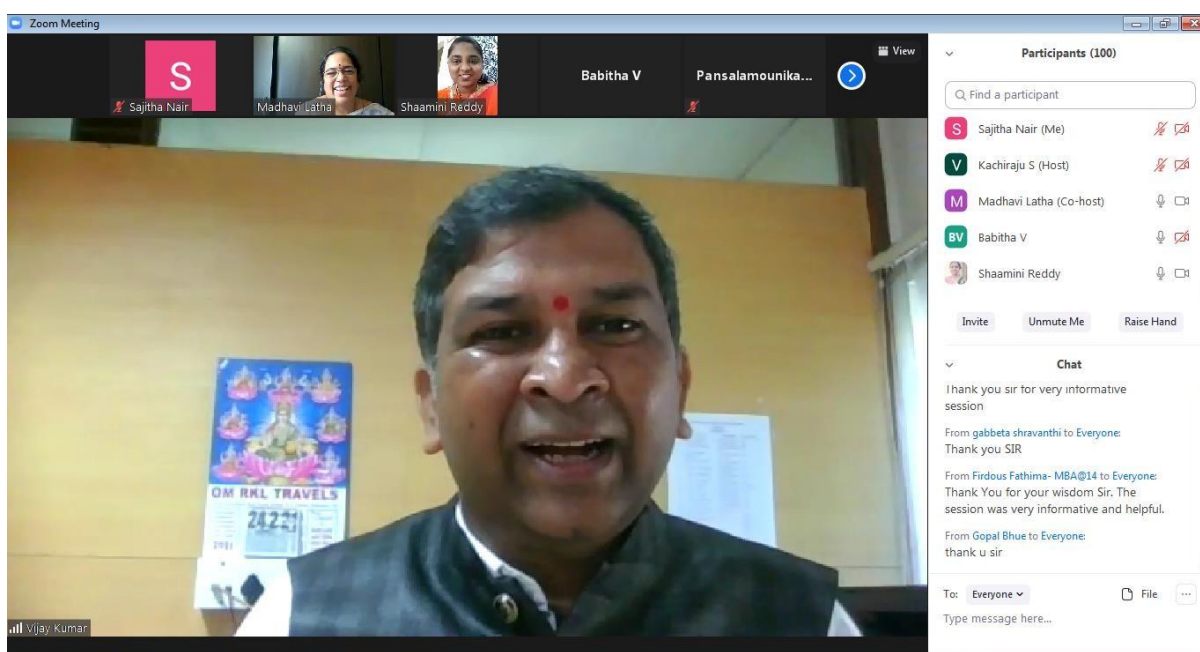 Zoom Meeting
S
Sajitha Nair
Madhavi Latha
Shaamini Reddy
Babitha V
Pansalamounika...
View
OM RKL TRAVELS
Vijay Kumar
Participants (100)
Find a participant
S Sajitha Nair (Me)
V Kachiraju S (Host)
M Madhavi Latha (Co-host)
BV Babitha V
Shaamini Reddy
Invite Unmute Me Raise Hand
Chat
Thank you sir for very informative
session
From gabbeta shravanthi to Everyone:
Thank you SIR
From Firdous Fathima- MBA@14 to Everyone:
Thank You for your wisdom Sir. The
session was very informative and helpful.
From Gopal Bhue to Everyone:
thank u sir
To: Everyone File ...
Type message here...